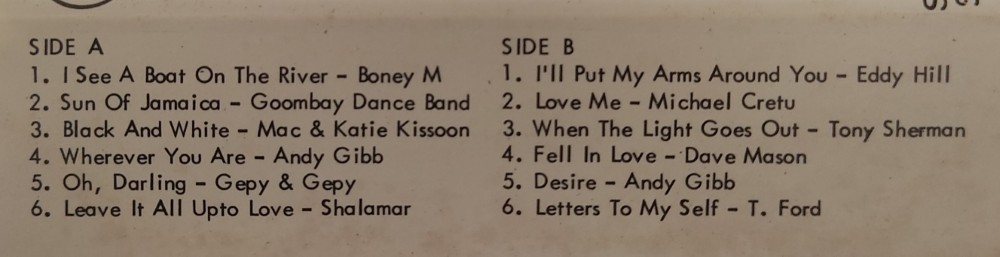 SIDE A
1. I See A Boat On The River – Boney M
2. Sun Of Jamaica – Goombay Dance Band
3. Black And White – Mac & Katie Kissoon
4. Wherever You Are – Andy Gibb
5. Oh, Darling – Gepy & Gepy
6. Leave It All Upto Love – Shalamar
SIDE B
1. I'll Put My Arms Around You – Eddy Hill
2. Love Me – Michael Cretu
3. When The Light Goes Out – Tony Sherman
4. Fell In Love – Dave Mason
5. Desire – Andy Gibb
6. Letters To My Self – T. Ford